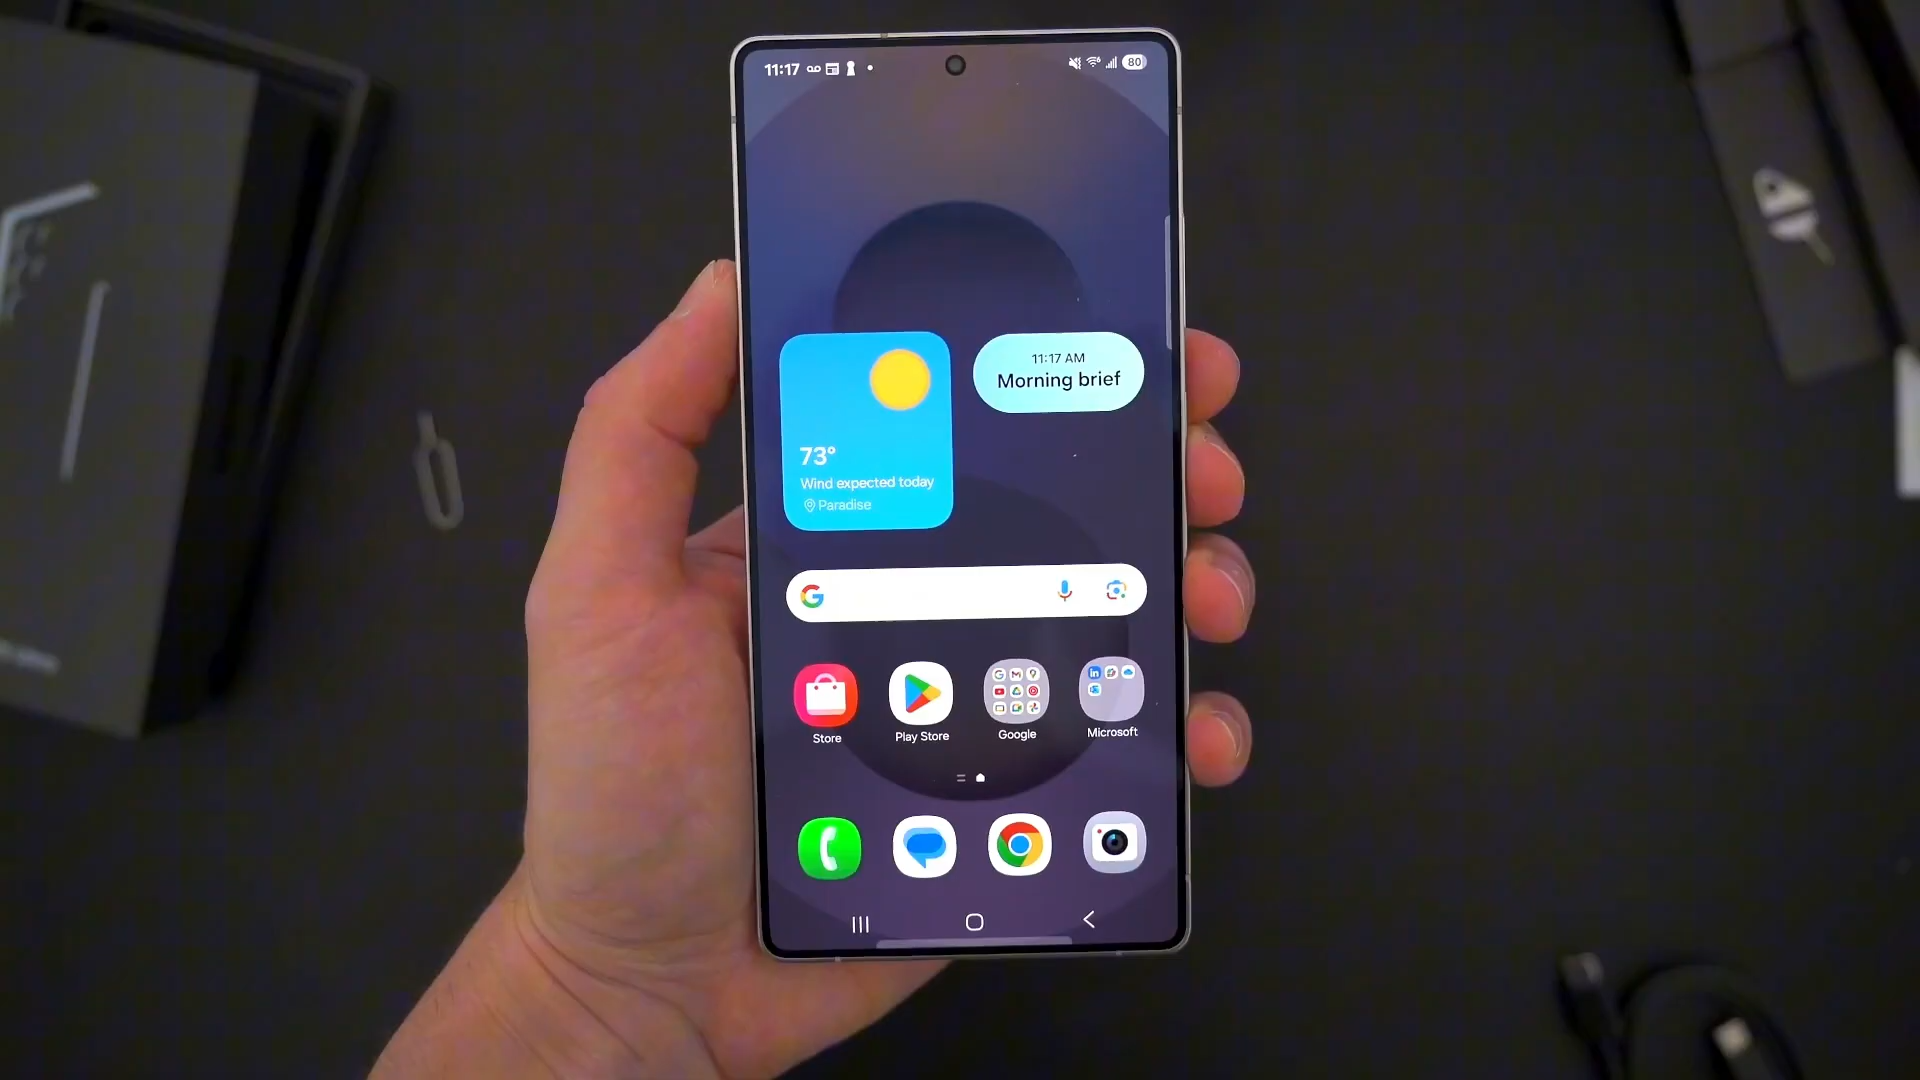 11:17
80
11:17 AM
Morning brief
73°
Wind expected today
Paradise
Store
Play Store
Google
Microsoft